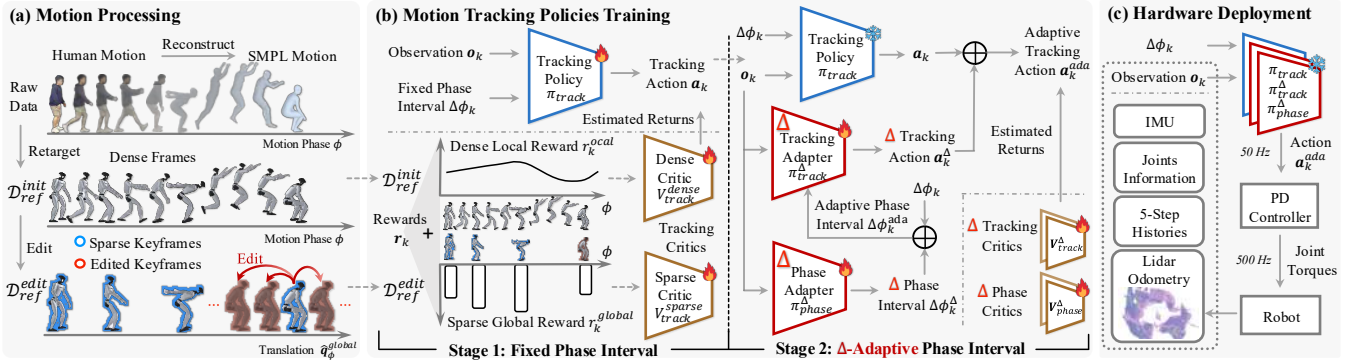 (a) Motion Processing
Human Motion
Reconstruct
SMPL Motion
Raw
Data
Motion Phase ϕ
Retarget
Dense Frames
𝒟_ref^init
Motion Phase ϕ
Edit
Sparse Keyframes
Edited Keyframes
Edit
𝒟_ref^edit
...
...
Translation q̂_ϕ^global
(b) Motion Tracking Policies Training
Observation o_k
Fixed Phase
Interval Δϕ_k
Tracking
Policy
π_track
Tracking
Action a_k
Estimated Returns
Dense Local Reward r_k^ocal
𝒟_ref^init
ϕ
Rewards
r_k
+
ϕ
𝒟_ref^edit
Sparse Global Reward r_k^global
Dense
Critic
V_track^dense
Tracking
Critics
Sparse
Critic
V_track^sparse
Stage 1: Fixed Phase Interval
Δϕ_k
o_k
Tracking
Policy
π_track
a_k
Adaptive
Tracking
Action a_k^ada
Δ
Tracking
Adapter
π_track^Δ
Δ Tracking
Action a_k^Δ
Estimated
Returns
Adaptive Phase
Interval Δϕ_k^ada
Δϕ_k
Δ
Phase
Adapter
π_phase^Δ
Δ Phase
Interval Δϕ_k^Δ
Δ Tracking
Critics
V_track^Δ
Δ Phase
Critics
V_phase^Δ
Stage 2: Δ-Adaptive Phase Interval
(c) Hardware Deployment
Δϕ_k
Observation o_k
π_track
π_track^Δ
π_phase^Δ
IMU
Joints
Information
5-Step
Histories
Lidar
Odometry
50 Hz
Action
a_k^ada
PD
Controller
500 Hz
Joint
Torques
Robot